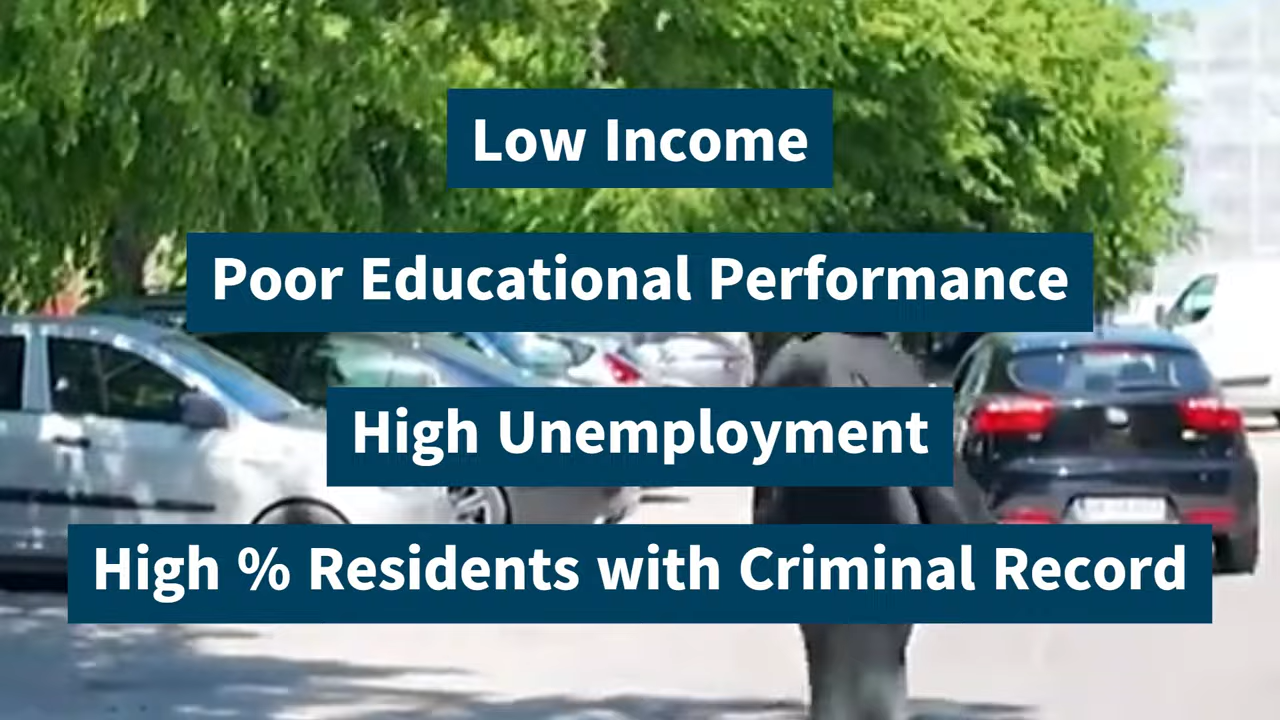 Low Income
Poor Educational Performance
High Unemployment
High % Residents with Criminal Record